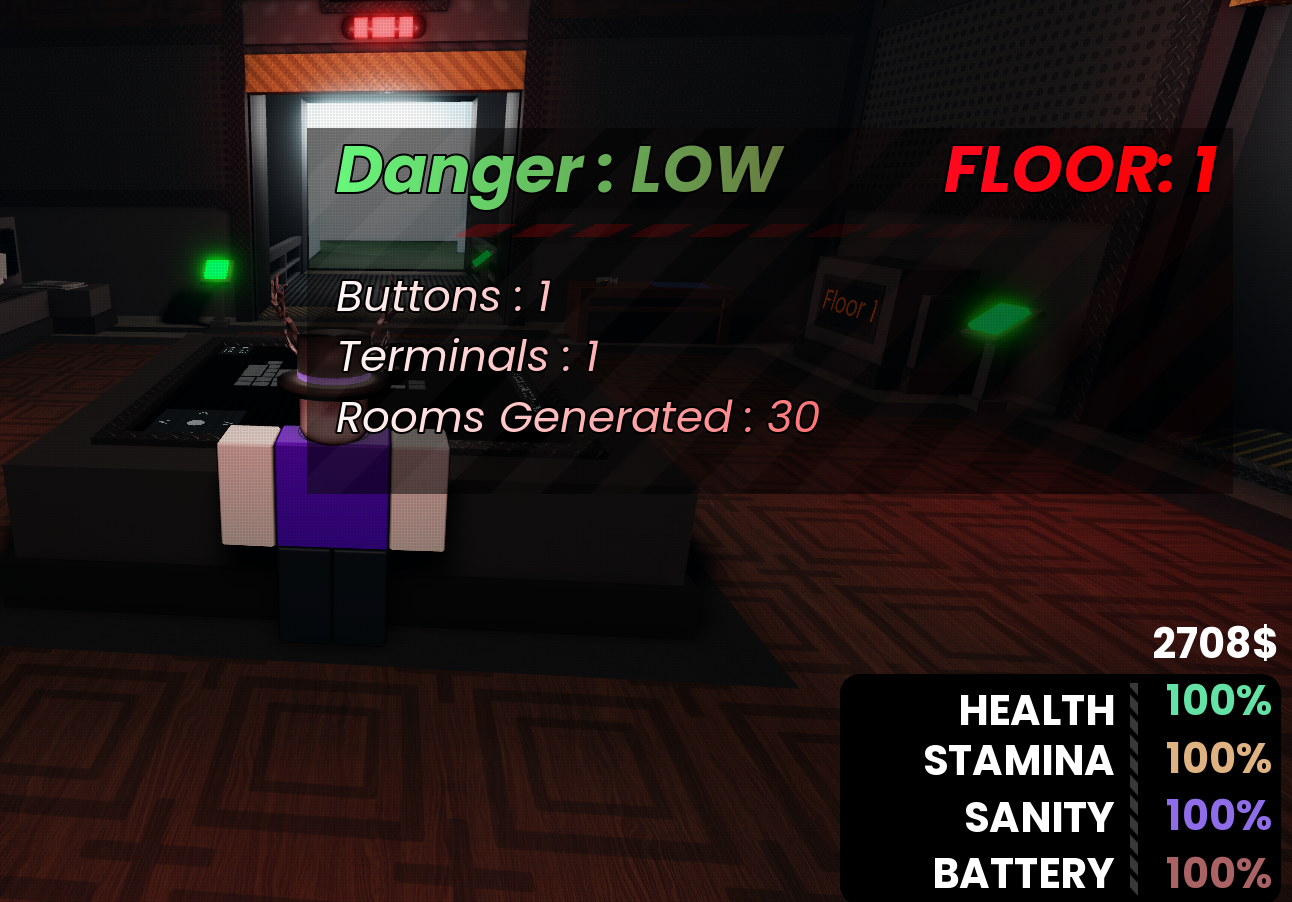 Danger : LOW
FLOOR: 1
Buttons : 1
Floor 1
Terminals : 1
Rooms Generated : 30
2708$
HEALTH 100%
STAMINA 100%
SANITY 100%
BATTERY 100%